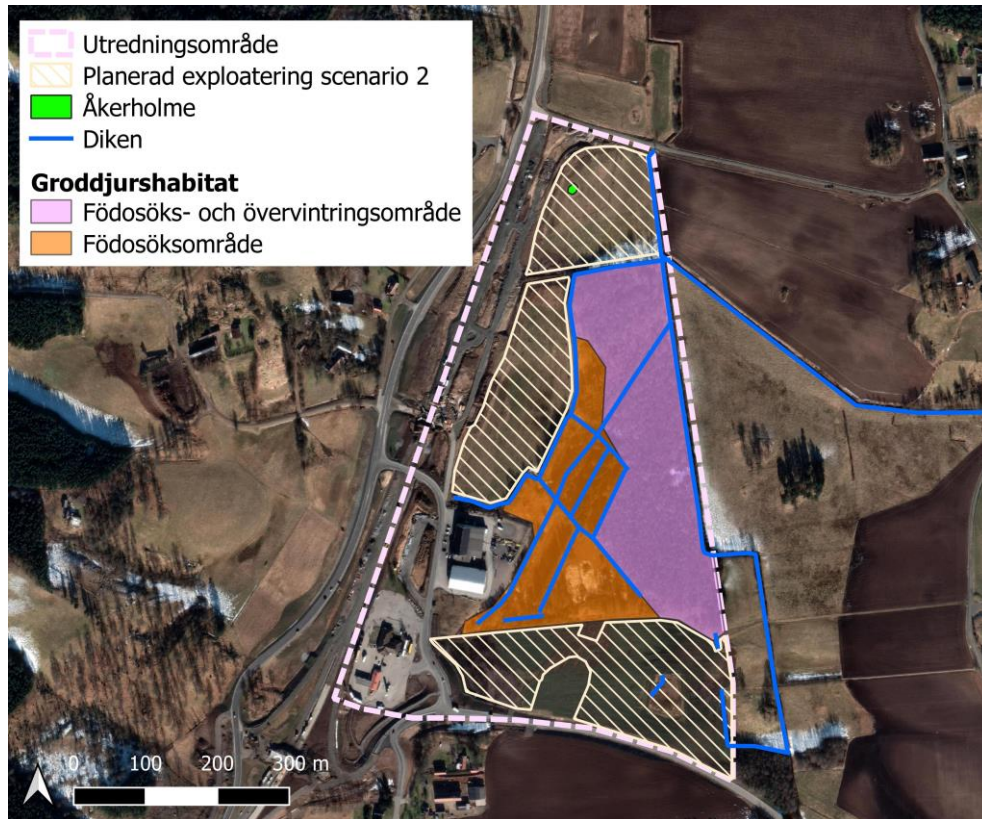 Utredningsområde
Planerad exploatering scenario 2
Åkerholme
Diken
Groddjurshabitat
Födosöks- och övervintringsområde
Födosöksområde
0 100 200 300 m